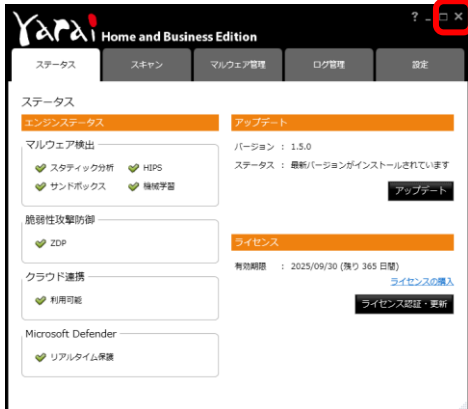 Yarai Home and Business Edition
? _ □ ×
ステータス スキャン マルウェア管理 ログ管理 設定
ステータス
エンジンステータス
マルウェア検出
スタティック分析 HIPS
サンドボックス 機械学習
脆弱性攻撃防御
ZDP
クラウド連携
利用可能
Microsoft Defender
リアルタイム保護
アップデート
バージョン : 1.5.0
ステータス : 最新バージョンがインストールされています
アップデート
ライセンス
有効期限 : 2025/09/30 (残り 365 日間)
ライセンスの購入
ライセンス認証・更新